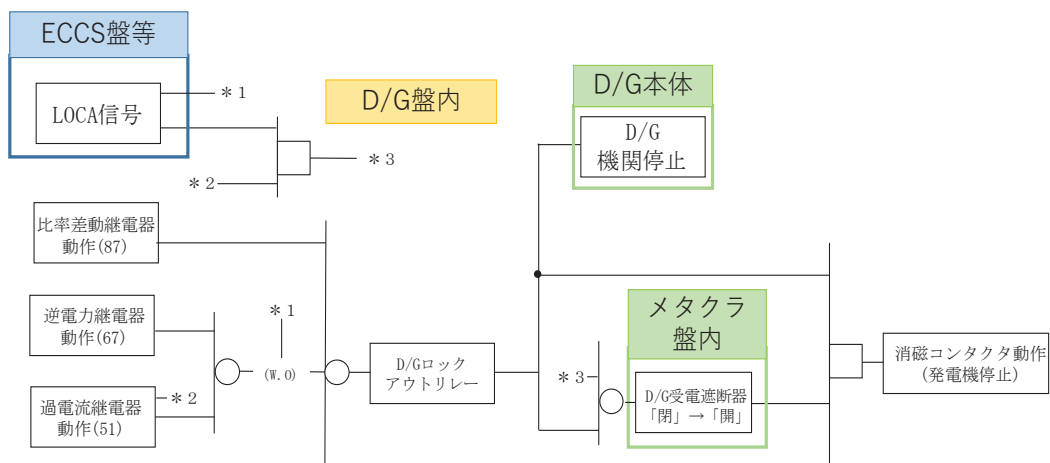 ECCS盤等
LOCA信号
*1
*2
*3
D/G盤内
D/G本体
D/G
機関停止
比率差動継電器
動作(87)
逆電力継電器
動作(67)
過電流継電器
動作(51)
*2
*1
(W.O)
D/Gロック
アウトリレー
*3
メタクラ
盤内
D/G受電遮断器
「閉」→「開」
消磁コンタクタ動作
(発電機停止)